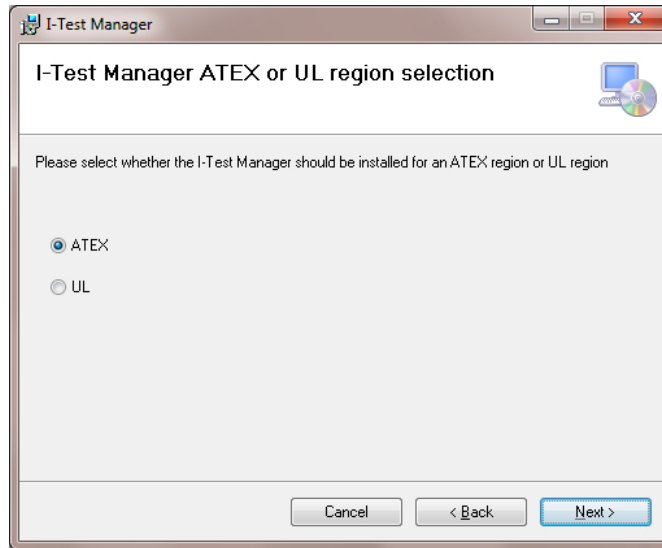 I-Test Manager
I-Test Manager ATEX or UL region selection
Please select whether the I-Test Manager should be installed for an ATEX region or UL region
ATEX
UL
Cancel
< Back
Next >